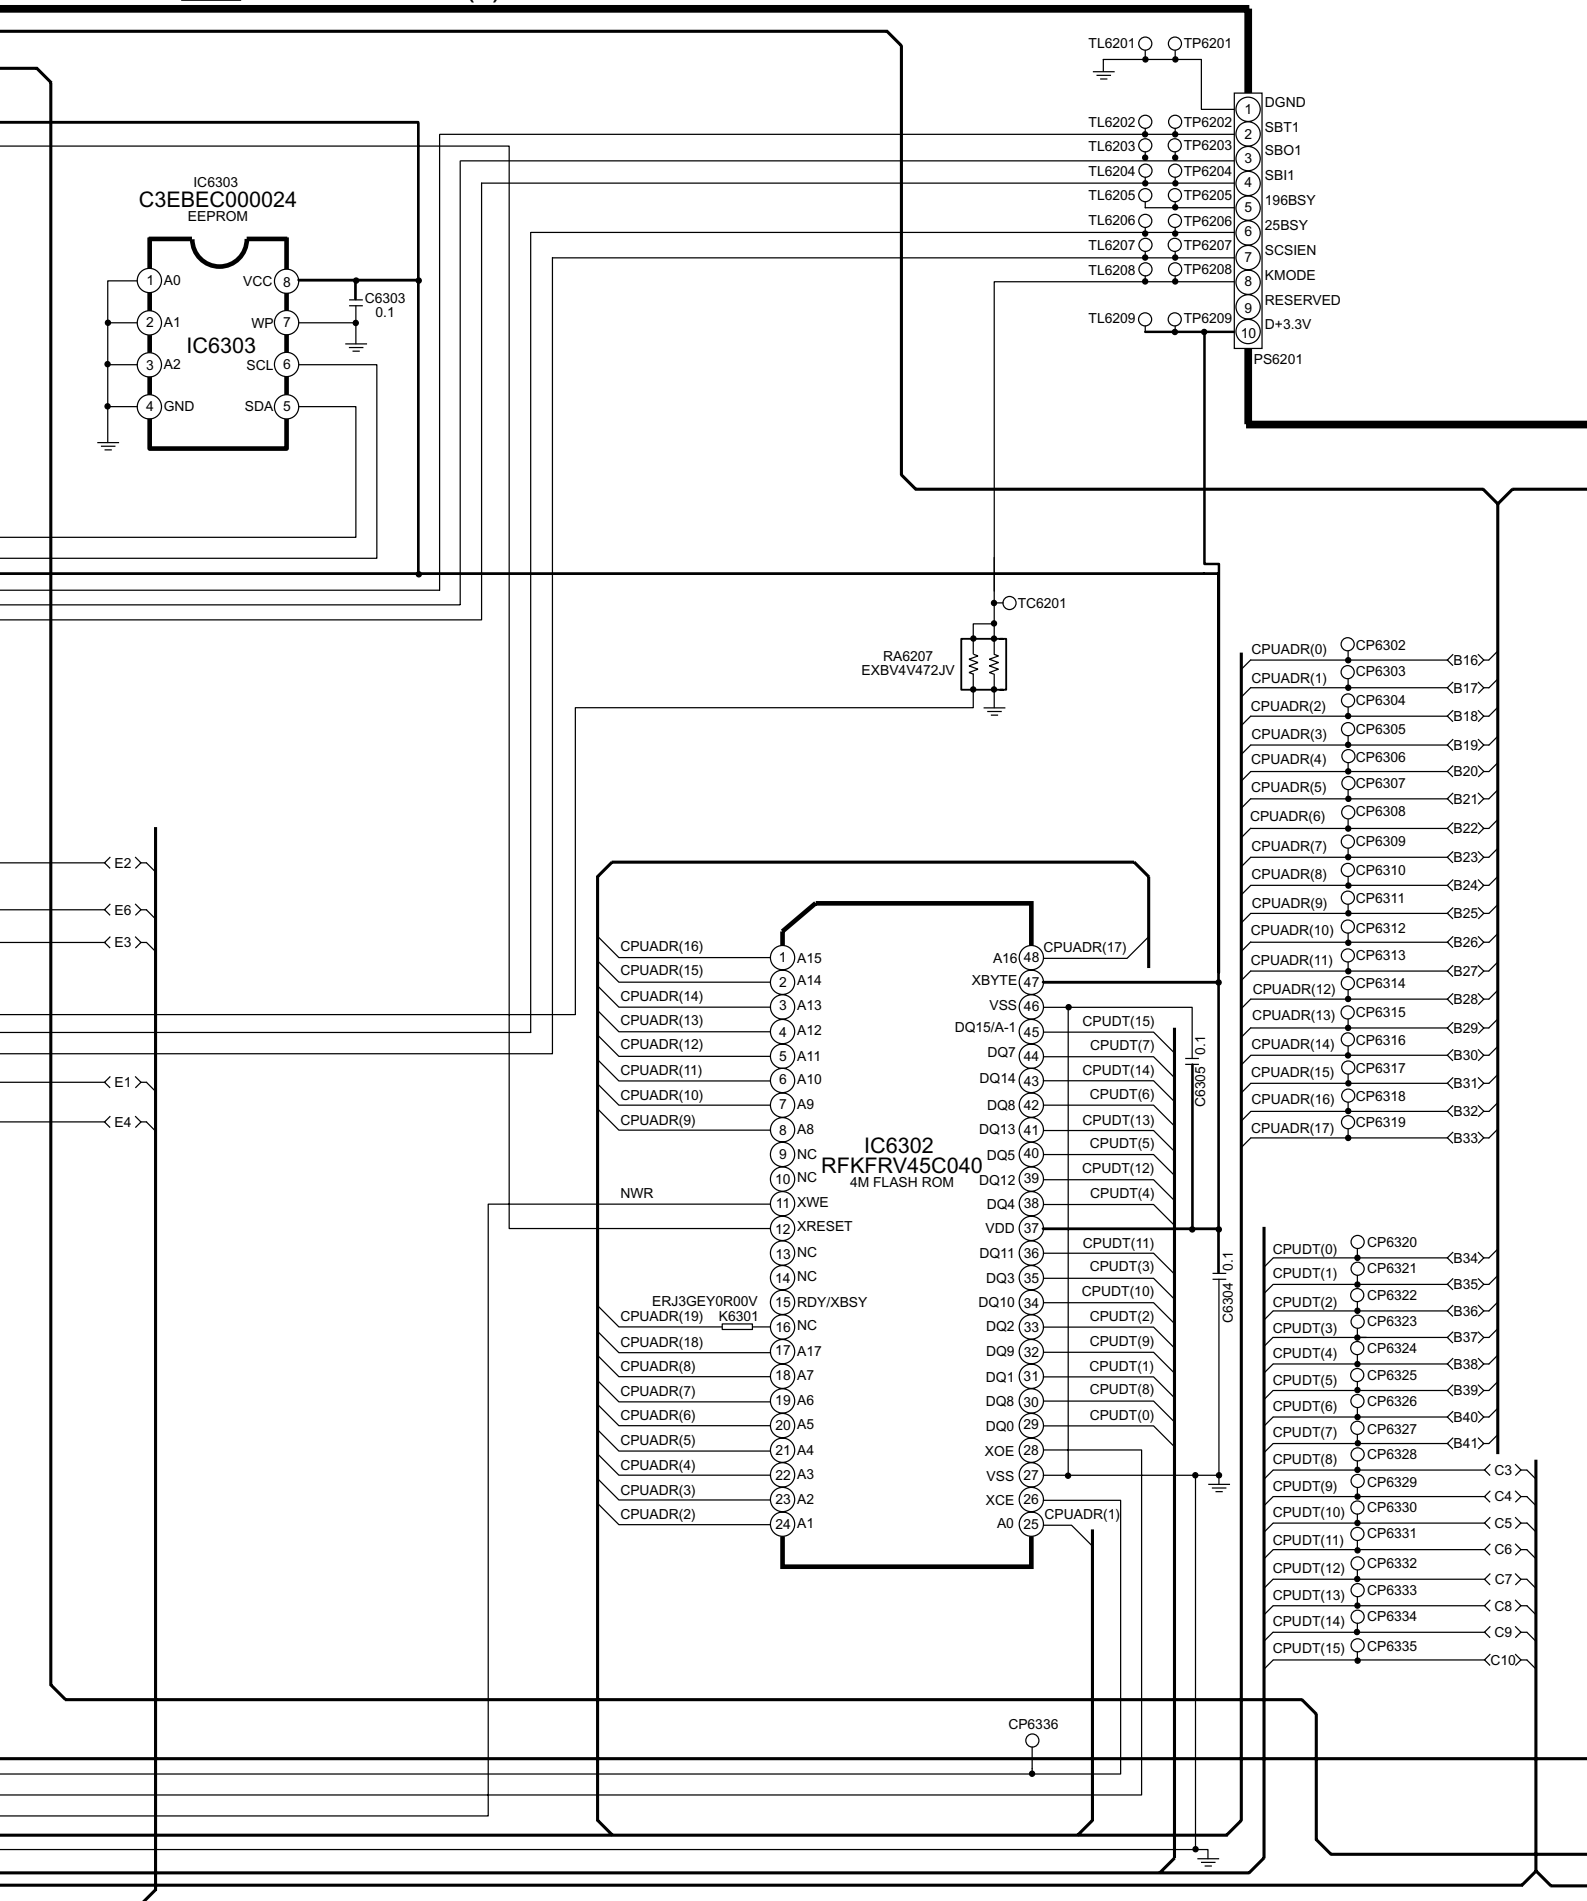 TL6201 TP6201
DGND
1
TL6202 TP6202 SBT1
2
TL6203 TP6203 SBO1
3
TL6204 TP6204 SBI1
4
TL6205 TP6205 196BSY
5
TL6206 TP6206 25BSY
6
TL6207 TP6207 SCSIEN
7
TL6208 TP6208 KMODE
8
RESERVED
9
TL6209 TP6209 D+3.3V
10
PS6201
IC6303
C3EBEC000024
EEPROM
1 A0 VCC 8
C6303
0.1
2 A1 WP 7
IC6303
3 A2 SCL 6
4 GND SDA 5
TC6201
RA6207
EXBV4V472JV
CPUADR(0) CP6302 B16
CPUADR(1) CP6303 B17
CPUADR(2) CP6304 B18
CPUADR(3) CP6305 B19
CPUADR(4) CP6306 B20
CPUADR(5) CP6307 B21
CPUADR(6) CP6308 B22
CPUADR(7) CP6309 B23
CPUADR(8) CP6310 B24
CPUADR(9) CP6311 B25
CPUADR(10) CP6312 B26
CPUADR(11) CP6313 B27
CPUADR(12) CP6314 B28
CPUADR(13) CP6315 B29
CPUADR(14) CP6316 B30
CPUADR(15) CP6317 B31
CPUADR(16) CP6318 B32
CPUADR(17) CP6319 B33
E2
E6
E3
E1
E4
CPUADR(16) 1 A15
CPUADR(15) 2 A14
CPUADR(14) 3 A13
CPUADR(13) 4 A12
CPUADR(12) 5 A11
CPUADR(11) 6 A10
CPUADR(10) 7 A9
CPUADR(9) 8 A8
9 NC
10 NC
NWR 11 XWE
12 XRESET
13 NC
14 NC
ERJ3GEY0R00V 15 RDY/XBSY
CPUADR(19) K6301 16 NC
CPUADR(18) 17 A17
CPUADR(8) 18 A7
CPUADR(7) 19 A6
CPUADR(6) 20 A5
CPUADR(5) 21 A4
CPUADR(4) 22 A3
CPUADR(3) 23 A2
CPUADR(2) 24 A1
IC6302
RFKFRV45C040
4M FLASH ROM
A16 48 CPUADR(17)
XBYTE 47
VSS 46
DQ15/A-1 45 CPUDT(15)
DQ7 44 CPUDT(7)
DQ14 43 CPUDT(14)
DQ8 42 CPUDT(6)
DQ13 41 CPUDT(13)
DQ5 40 CPUDT(5)
DQ12 39 CPUDT(12)
DQ4 38 CPUDT(4)
VDD 37
DQ11 36 CPUDT(11)
DQ3 35 CPUDT(3)
DQ10 34 CPUDT(10)
DQ2 33 CPUDT(2)
DQ9 32 CPUDT(9)
DQ1 31 CPUDT(1)
DQ8 30 CPUDT(8)
DQ0 29 CPUDT(0)
XOE 28
VSS 27
XCE 26
A0 25 CPUADR(1)
C6305 0.1
C6304 0.1
CPUDT(0) CP6320 B34
CPUDT(1) CP6321 B35
CPUDT(2) CP6322 B36
CPUDT(3) CP6323 B37
CPUDT(4) CP6324 B38
CPUDT(5) CP6325 B39
CPUDT(6) CP6326 B40
CPUDT(7) CP6327 B41
CPUDT(8) CP6328 C3
CPUDT(9) CP6329 C4
CPUDT(10) CP6330 C5
CPUDT(11) CP6331 C6
CPUDT(12) CP6332 C7
CPUDT(13) CP6333 C8
CPUDT(14) CP6334 C9
CPUDT(15) CP6335 C10
CP6336